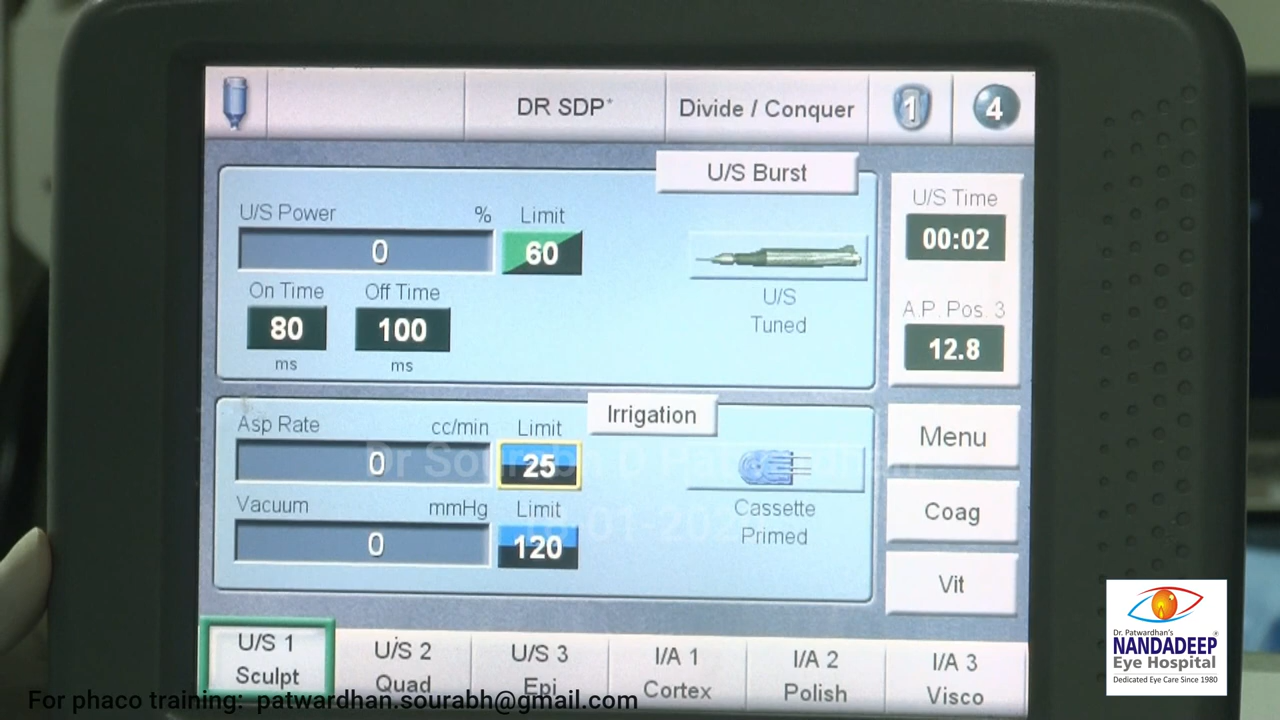 DR SDP* Divide / Conquer 1 4
U/S Burst
U/S Power % Limit
0 60
On Time Off Time
80 100
ms ms
U/S
Tuned
U/S Time
00:02
A.P. Pos. 3
12.8
Irrigation
Asp Rate cc/min Limit
0 25
Vacuum mmHg Limit
0 120
Cassette
Primed
Menu
Coag
Vit
U/S 1
Sculpt
U/S 2
Quad
U/S 3
Epi
I/A 1
Cortex
I/A 2
Polish
I/A 3
Visco
For phaco training: patwardhan.sourabh@gmail.com
Dr. Patwardhan's
NANDADEEP
Eye Hospital
Dedicated Eye Care Since 1980